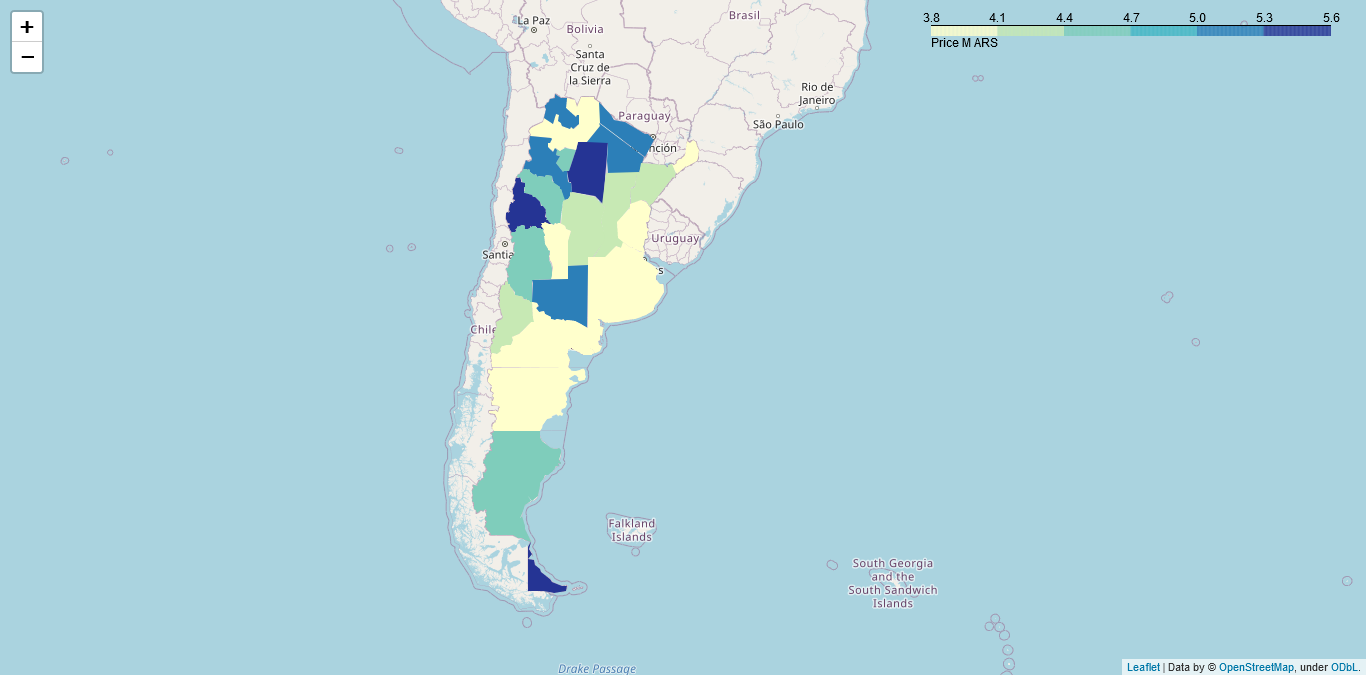 +
−
3.8 4.1 4.4 4.7 5.0 5.3 5.6
Price M ARS
La Paz
Bolivia
Brasil
Santa
Cruz de
la Sierra
Rio de
Janeiro
São Paulo
Paraguay
nción
Uruguay
Santia
s
Chile
Falkland
Islands
South Georgia
and the
South Sandwich
Islands
Drake Passage
Leaflet | Data by © OpenStreetMap, under ODbL.